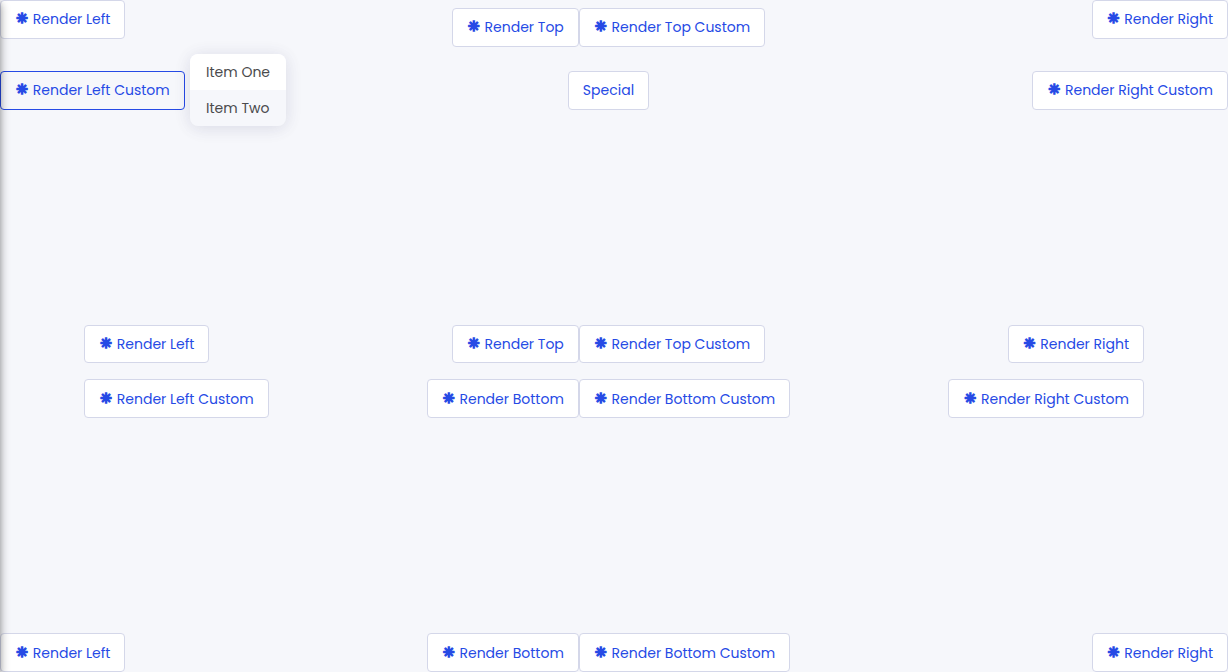 Render Left
Render Top
Render Top Custom
Render Right
Render Left Custom
Item One
Item Two
Special
Render Right Custom
Render Left
Render Top
Render Top Custom
Render Right
Render Left Custom
Render Bottom
Render Bottom Custom
Render Right Custom
Render Left
Render Bottom
Render Bottom Custom
Render Right